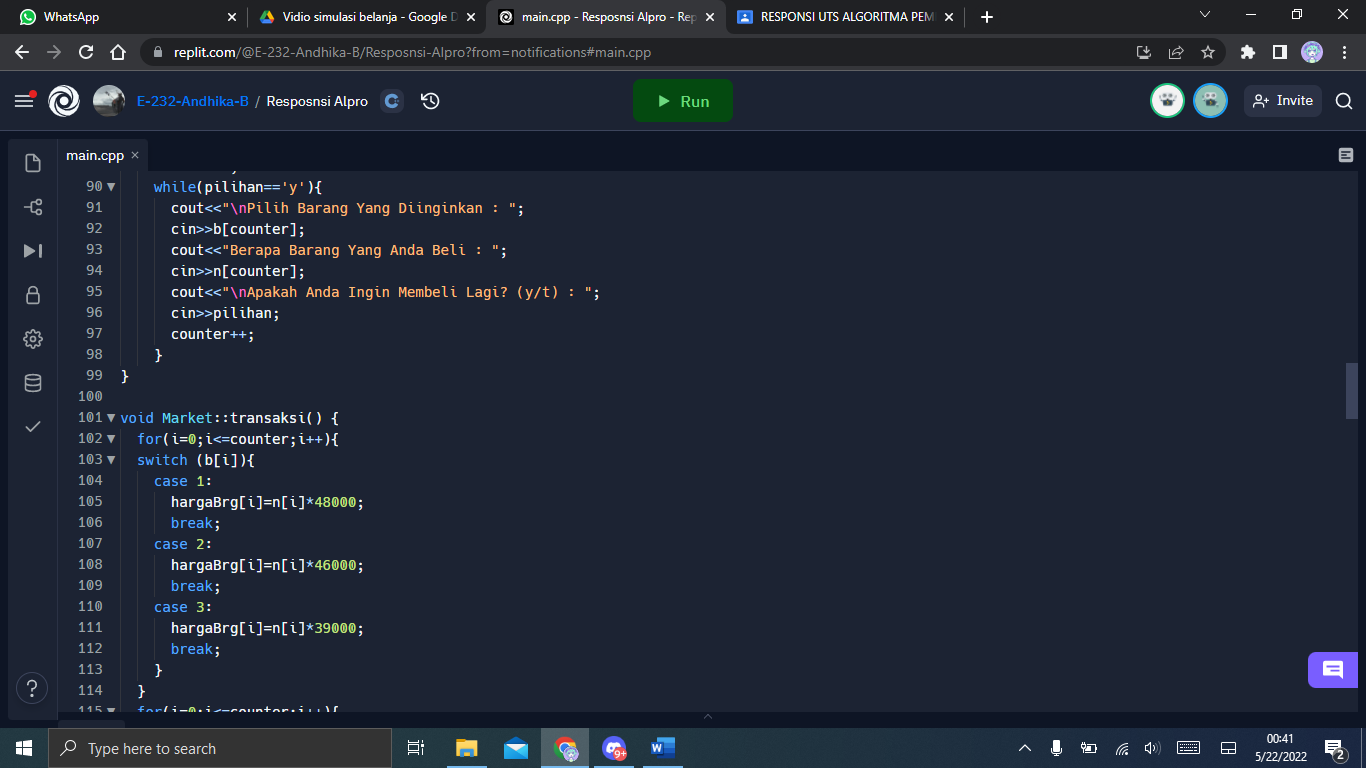 WhatsApp
Vidio simulasi belanja - Google D
main.cpp - Resposnsi Alpro - Rep
RESPONSI UTS ALGORITMA PEM
replit.com/@E-232-Andhika-B/Resposnsi-Alpro?from=notifications#main.cpp
E-232-Andhika-B / Resposnsi Alpro
Run
Invite
main.cpp
90 while(pilihan=='y'){
91 cout<<"\nPilih Barang Yang Diinginkan : ";
92 cin>>b[counter];
93 cout<<"Berapa Barang Yang Anda Beli : ";
94 cin>>n[counter];
95 cout<<"\nApakah Anda Ingin Membeli Lagi? (y/t) : ";
96 cin>>pilihan;
97 counter++;
98 }
99 }
100
101 void Market::transaksi() {
102 for(i=0;i<=counter;i++){
103 switch (b[i]){
104 case 1:
105 hargaBrg[i]=n[i]*48000;
106 break;
107 case 2:
108 hargaBrg[i]=n[i]*46000;
109 break;
110 case 3:
111 hargaBrg[i]=n[i]*39000;
112 break;
113 }
114 }
115 for(i=0;i<=counter;i++){
?
Type here to search
9+
00:41
5/22/2022
2